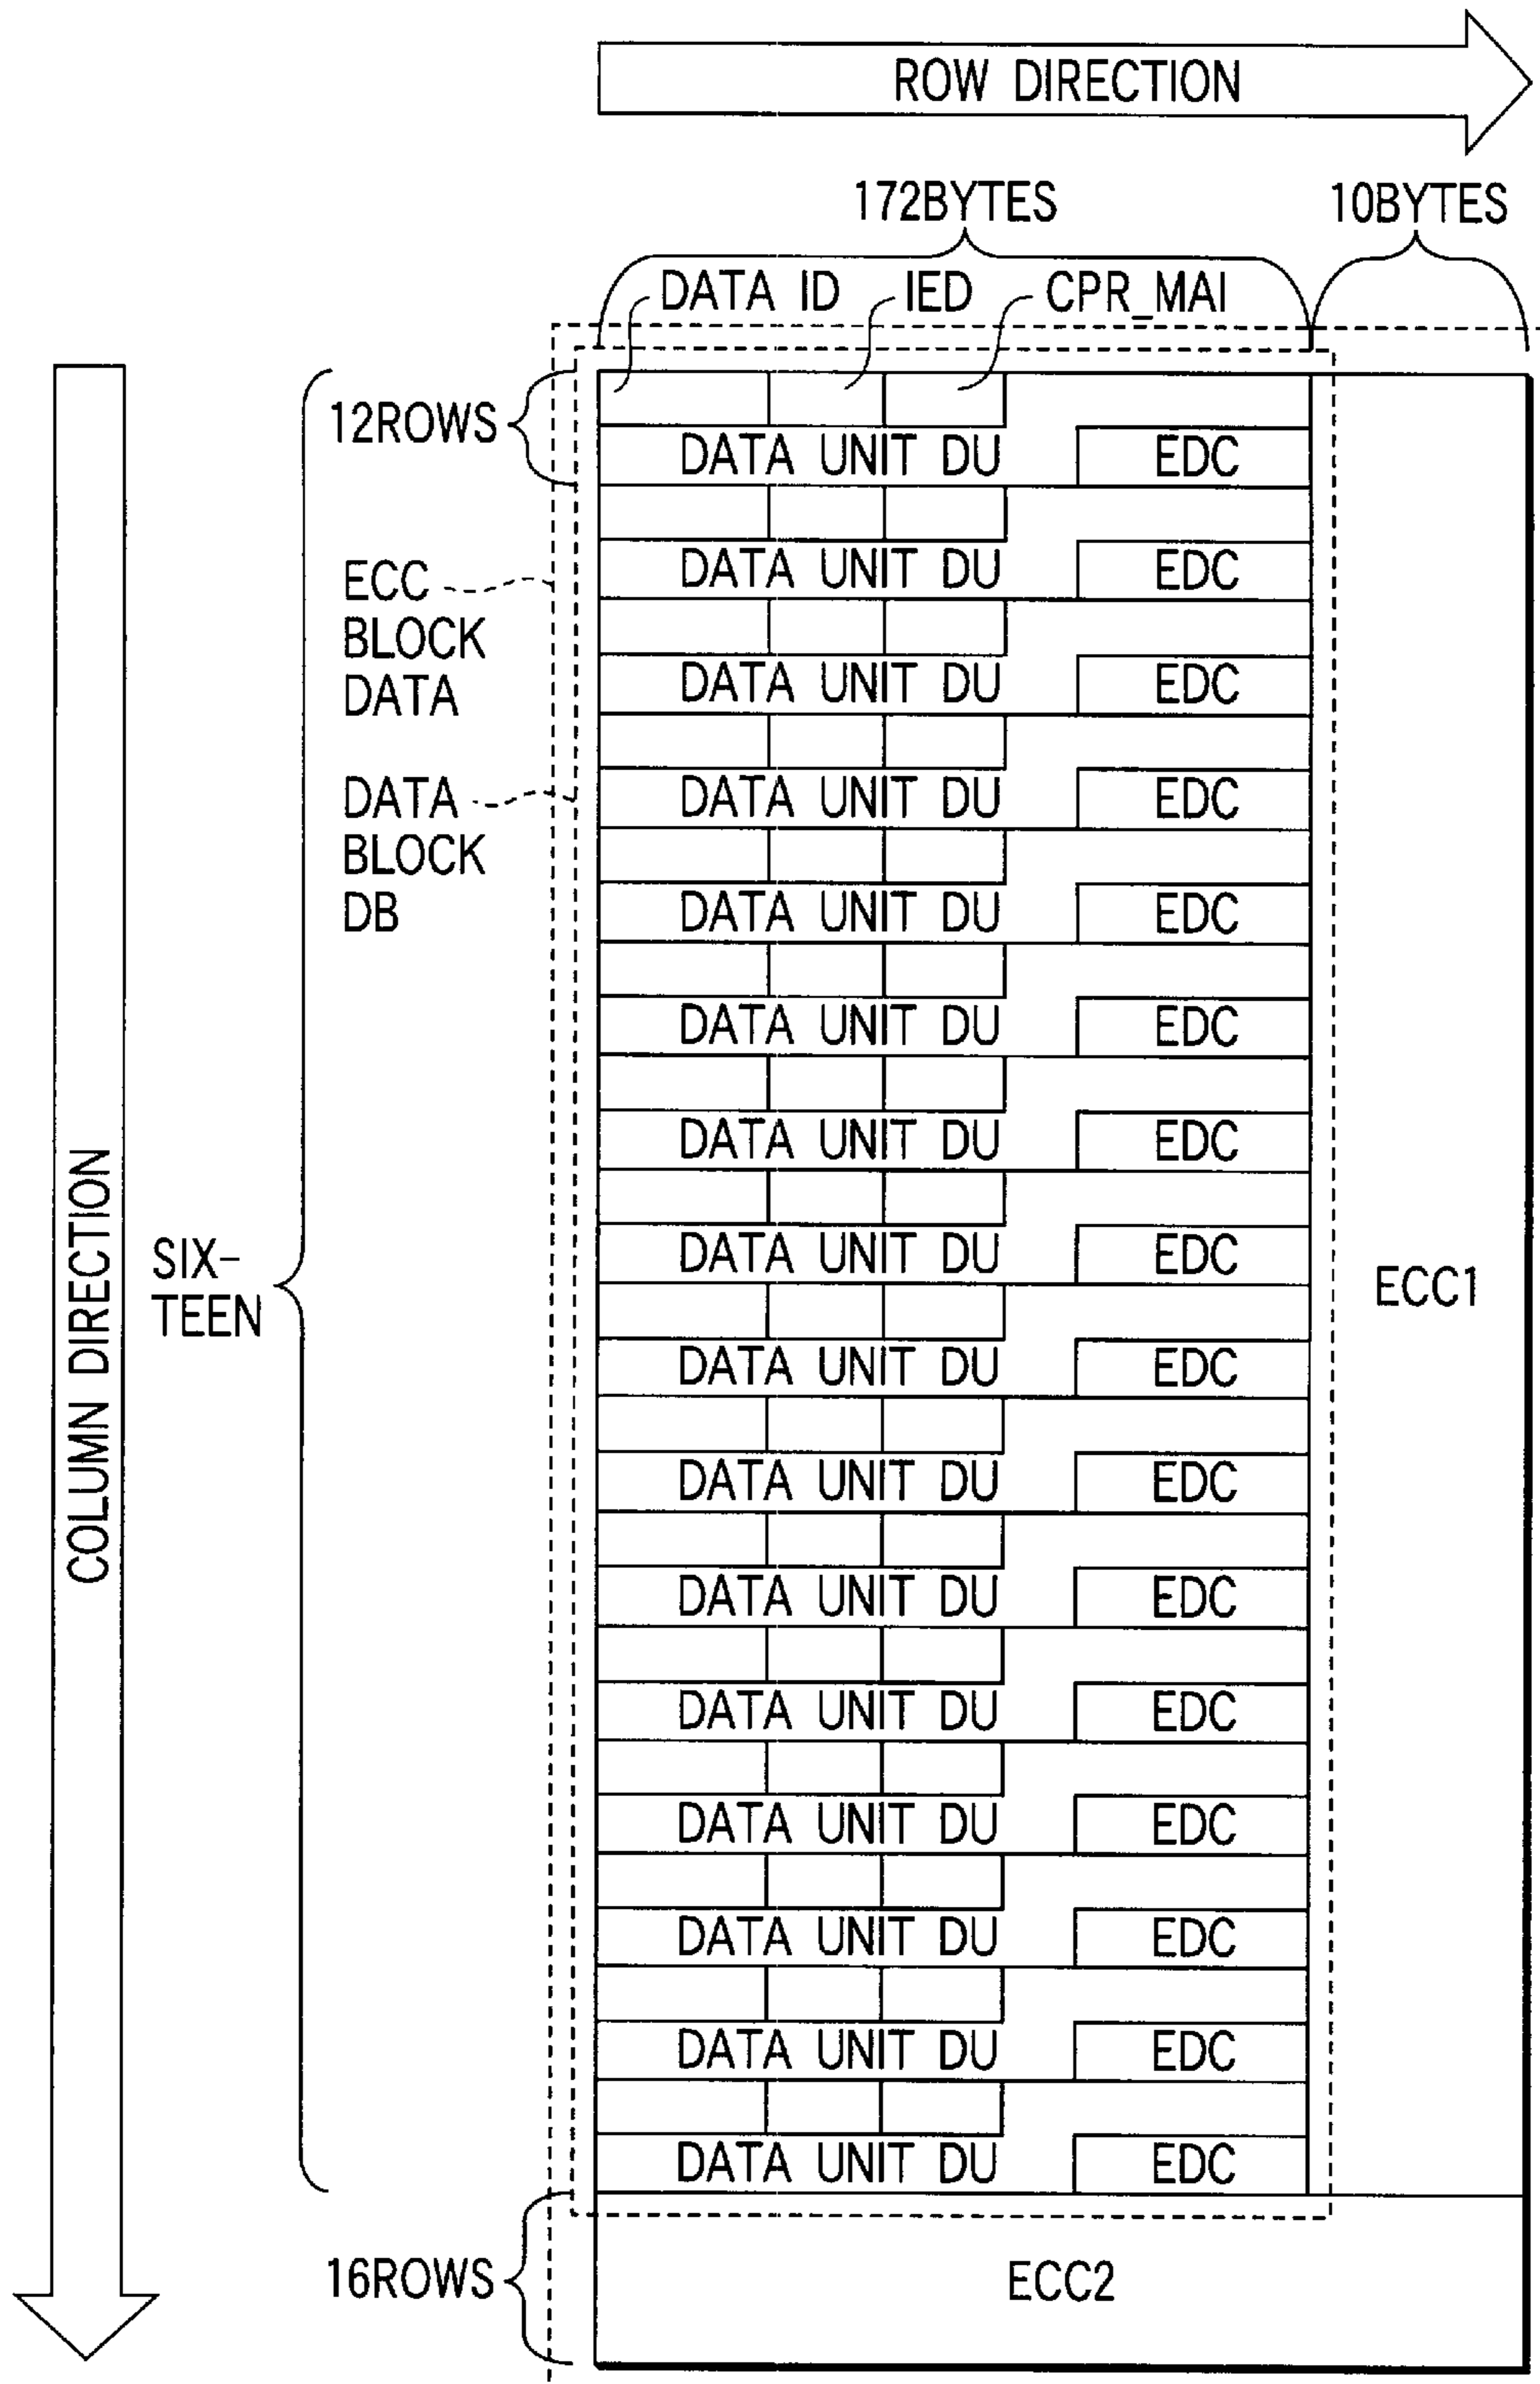 ROW DIRECTION
172BYTES
10BYTES
DATA ID
IED
CPR_MAI
12ROWS
DATA UNIT DU EDC
DATA UNIT DU EDC
ECC
BLOCK
DATA
DATA UNIT DU EDC
DATA UNIT DU EDC
DATA
BLOCK
DB
DATA UNIT DU EDC
DATA UNIT DU EDC
DATA UNIT DU EDC
COLUMN DIRECTION
SIX-
TEEN
DATA UNIT DU EDC
ECC1
DATA UNIT DU EDC
DATA UNIT DU EDC
DATA UNIT DU EDC
DATA UNIT DU EDC
DATA UNIT DU EDC
DATA UNIT DU EDC
DATA UNIT DU EDC
DATA UNIT DU EDC
16ROWS
ECC2